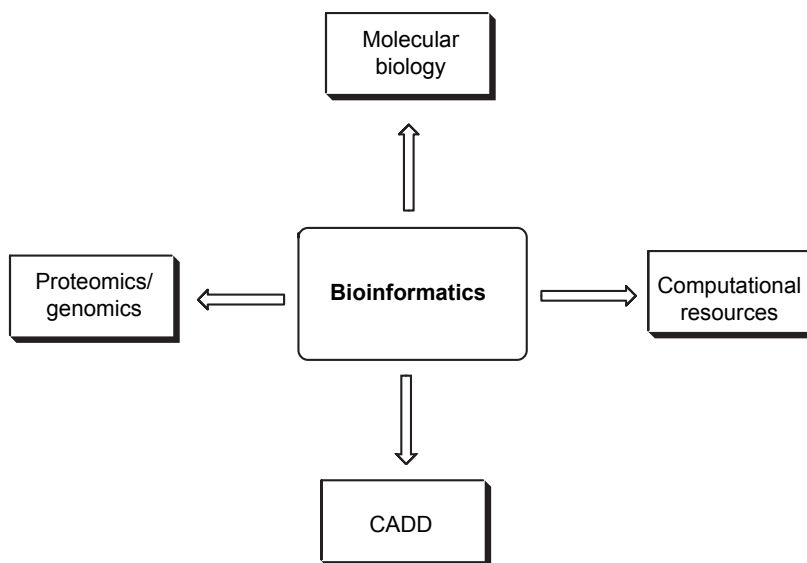 Molecular
biology
Proteomics/
genomics
Bioinformatics
Computational
resources
CADD